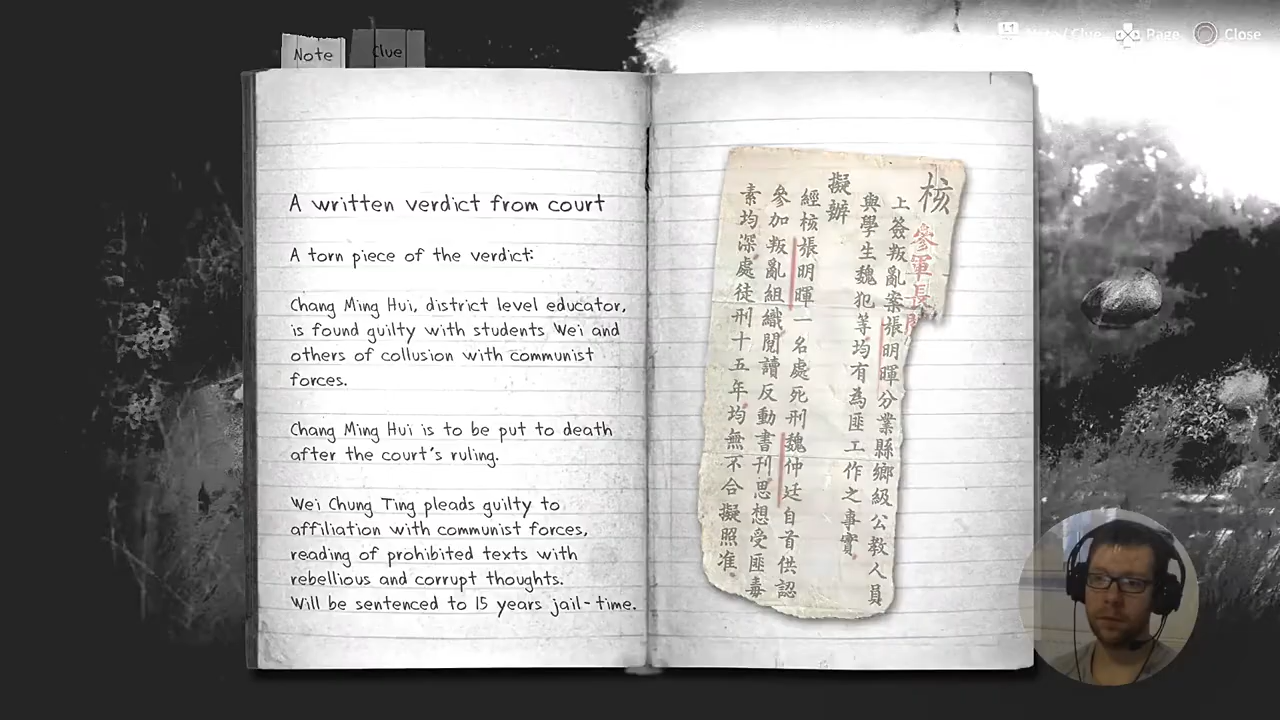 Note
Clue
L1 Note / Clue Page Close
A written verdict from court
A torn piece of the verdict:
Chang Ming Hui, district level educator,
is found guilty with students Wei and
others of collusion with communist
forces.
Chang Ming Hui is to be put to death
after the court's ruling.
Wei Chung Ting pleads guilty to
affiliation with communist forces,
reading of prohibited texts with
rebellious and corrupt thoughts.
Will be sentenced to 15 years jail-time.
核
參軍長
上簽叛亂案張明暉分業縣鄉級公教人員
與學生魏犯等均有為匪工作之事實。
擬辦
經核張明暉一名處死刑魏仲廷自首供認
參加叛亂組織閱讀反動書刊思想受匪毒
素均深處徒刑十五年均無不合擬照准。